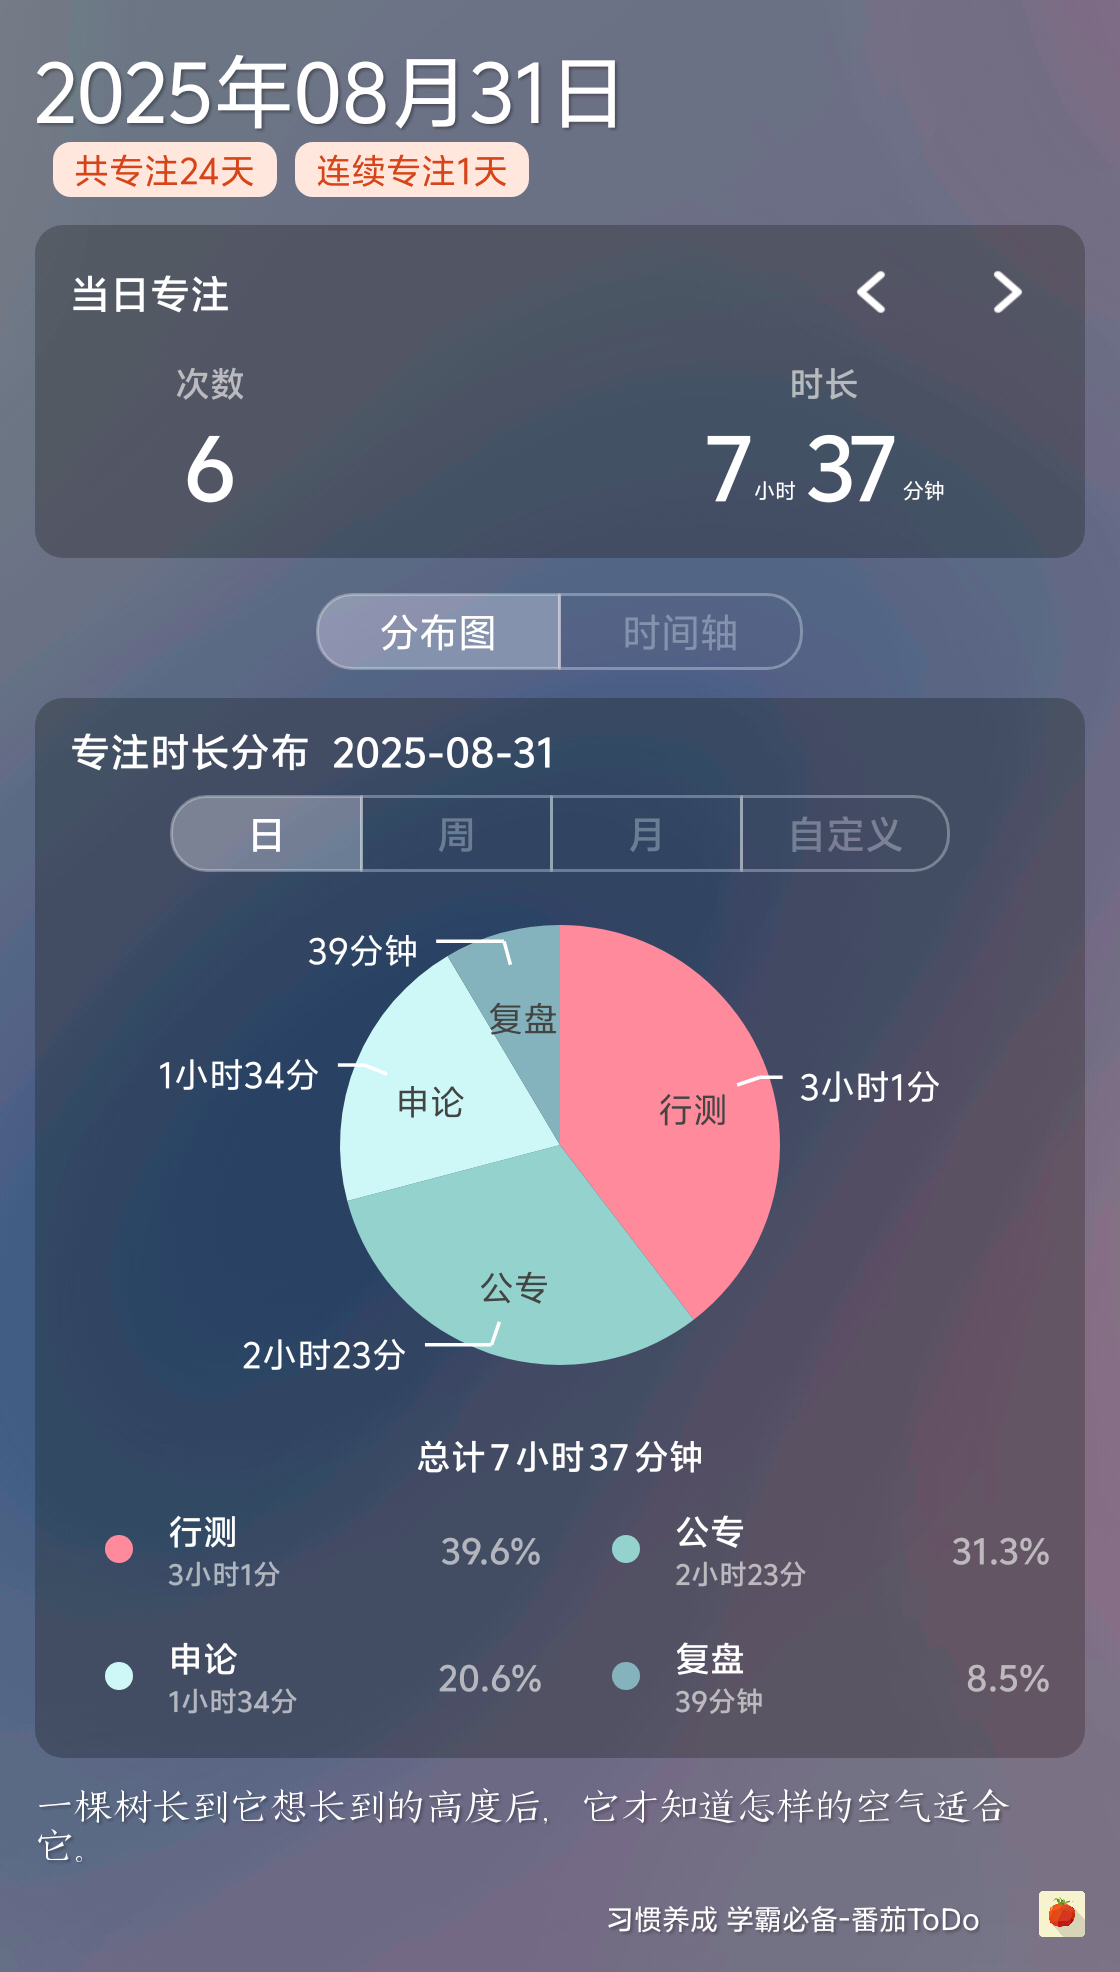 2025年08月31日
共专注24天 连续专注1天
当日专注
次数 时长
6 7小时37分钟
分布图 时间轴
专注时长分布 2025-08-31
日 周 月 自定义
39分钟
复盘
1小时34分
申论
3小时1分
行测
公专
2小时23分
总计7小时37分钟
行测 39.6% 公专 31.3%
3小时1分 2小时23分
申论 20.6% 复盘 8.5%
1小时34分 39分钟
一棵树长到它想长到的高度后，它才知道怎样的空气适合
它。
习惯养成 学霸必备-番茄ToDo